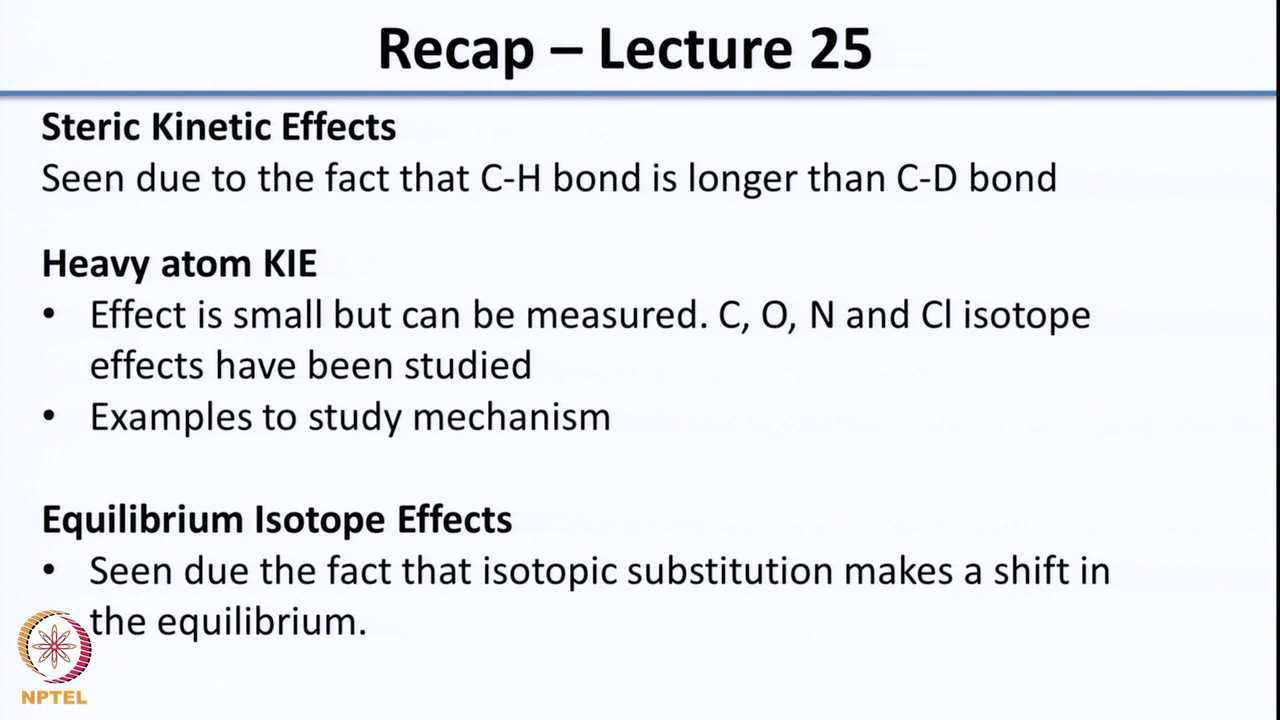 Recap – Lecture 25
Steric Kinetic Effects
Seen due to the fact that C-H bond is longer than C-D bond
Heavy atom KIE
• Effect is small but can be measured. C, O, N and Cl isotope
effects have been studied
• Examples to study mechanism
Equilibrium Isotope Effects
• Seen due the fact that isotopic substitution makes a shift in
the equilibrium.
NPTEL